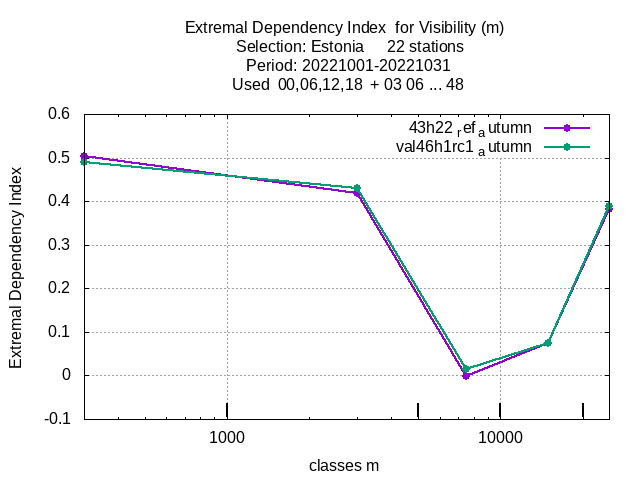 Extremal Dependency Index  for Visibility (m)
Selection: Estonia     22 stations
Period: 20221001-20221031
Used  00,06,12,18  + 03 06 ... 48
43h22 refautumn
val46h1rc1 autumn
0.6
0.5
0.4
0.3
0.2
0.1
0
-0.1
Extremal Dependency Index
1000
10000
classes m